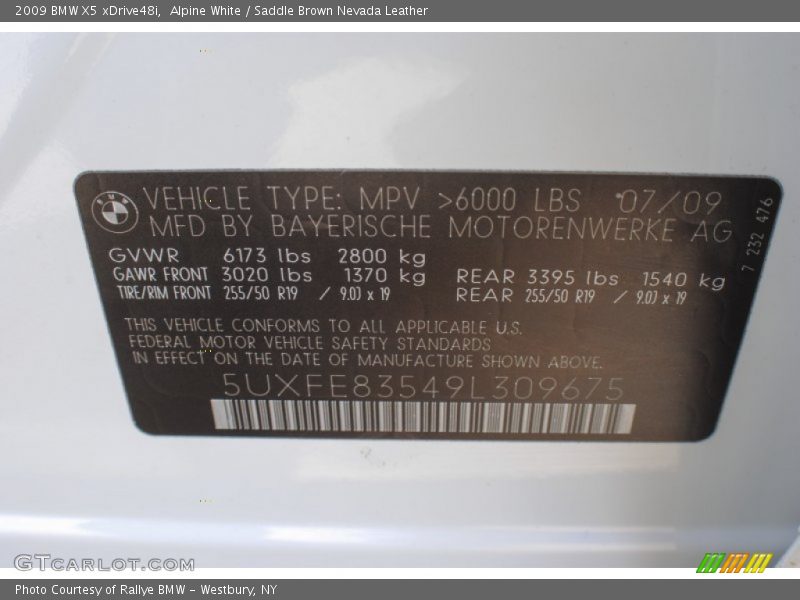 2009 BMW X5 xDrive48i,  Alpine White / Saddle Brown Nevada Leather
BMW
VEHICLE TYPE: MPV >6000 LBS 07/09
MFD BY BAYERISCHE MOTORENWERKE AG
7 232 476
GVWR 6173 lbs 2800 kg
GAWR FRONT 3020 lbs 1370 kg REAR 3395 lbs 1540 kg
TIRE/RIM FRONT 255/50 R19 / 9.0J x 19 REAR 255/50 R19 / 9.0J x 19
THIS VEHICLE CONFORMS TO ALL APPLICABLE U.S.
FEDERAL MOTOR VEHICLE SAFETY STANDARDS
IN EFFECT ON THE DATE OF MANUFACTURE SHOWN ABOVE.
5UXFE83549L309675
GTCarLot.com
Photo Courtesy of Rallye BMW - Westbury, NY